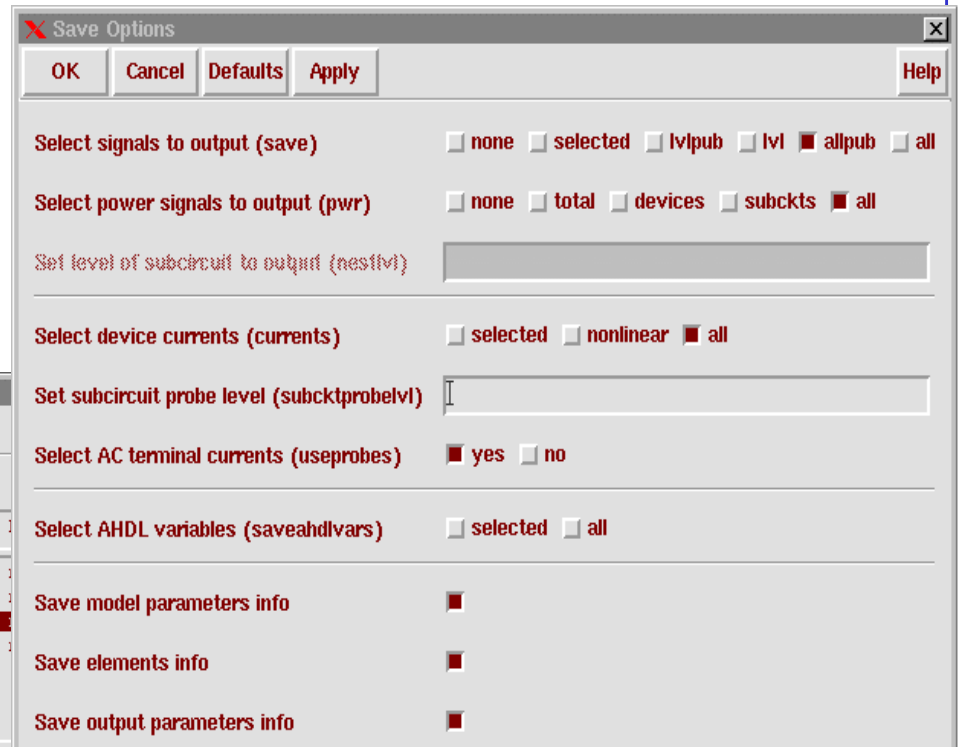 Save Options
OK Cancel Defaults Apply Help
Select signals to output (save) none selected lvlpub lvl allpub all
Select power signals to output (pwr) none total devices subckts all
Set level of subcircuit to output (nestlvl)
Select device currents (currents) selected nonlinear all
Set subcircuit probe level (subcktprobelvl)
Select AC terminal currents (useprobes) yes no
Select AHDL variables (saveahdlvars) selected all
Save model parameters info
Save elements info
Save output parameters info